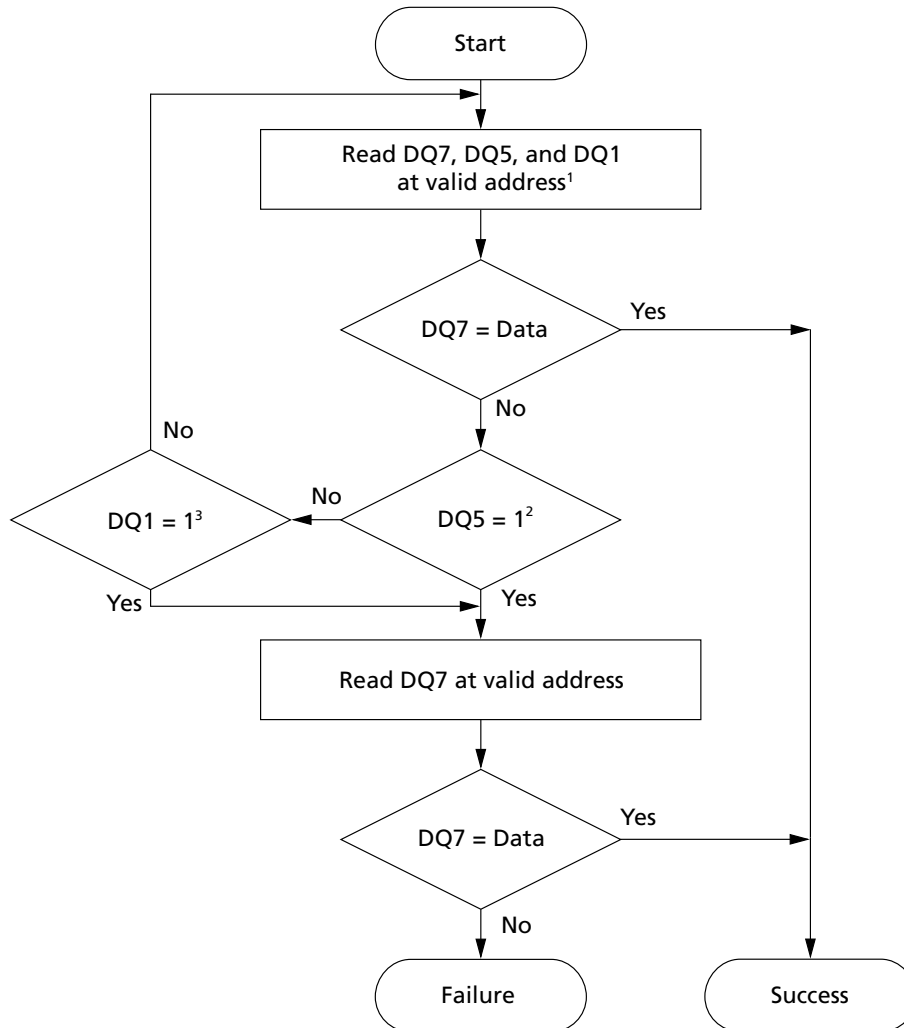 Start
Read DQ7, DQ5, and DQ1
at valid address¹
DQ7 = Data
Yes
No
No
DQ1 = 1³
No
DQ5 = 1²
Yes
Yes
Read DQ7 at valid address
DQ7 = Data
Yes
No
Failure
Success